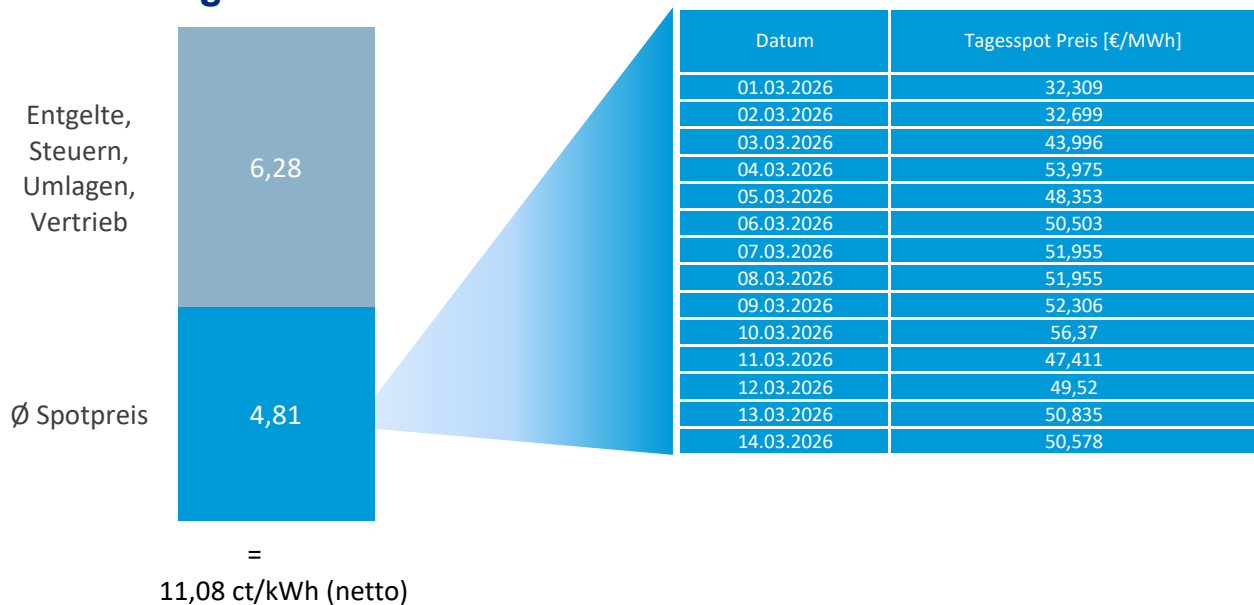 Entgelte,
Steuern,
Umlagen,
Vertrieb
6,28
Ø Spotpreis
4,81
=
11,08 ct/kWh (netto)
Datum Tagesspot Preis [€/MWh]
01.03.2026 32,309
02.03.2026 32,699
03.03.2026 43,996
04.03.2026 53,975
05.03.2026 48,353
06.03.2026 50,503
07.03.2026 51,955
08.03.2026 51,955
09.03.2026 52,306
10.03.2026 56,37
11.03.2026 47,411
12.03.2026 49,52
13.03.2026 50,835
14.03.2026 50,578